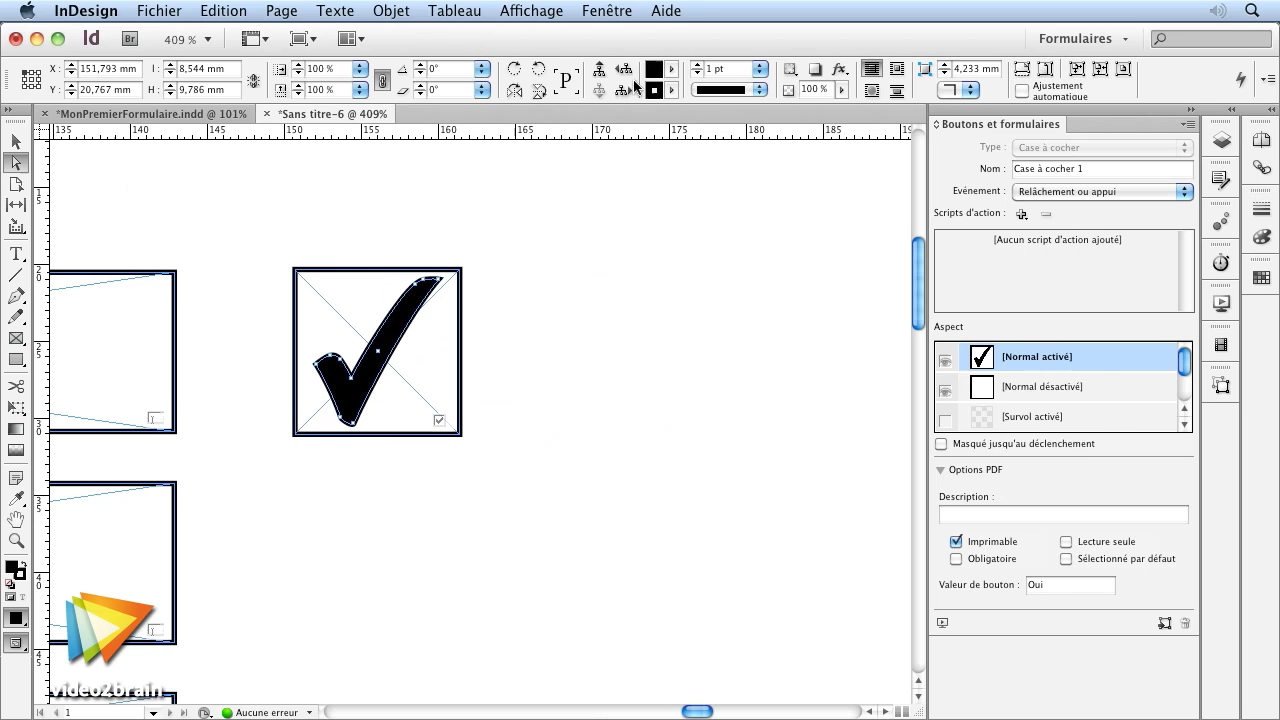 InDesign Fichier Edition Page Texte Objet Tableau Affichage Fenêtre Aide
Id Br 409 % Formulaires
X : 151,793 mm I : 8,544 mm 100 % 0° P 1 pt fx. 4,233 mm
Y : 20,767 mm H : 9,786 mm 100 % 0° 100 % Ajustement automatique
*MonPremierFormulaire.indd @ 101% *Sans titre-6 @ 409%
135 140 145 150 155 160 165 170 175 180 185
Boutons et formulaires
Type : Case à cocher
Nom : Case à cocher 1
Evénement : Relâchement ou appui
Scripts d'action :
[Aucun script d'action ajouté]
Aspect
[Normal activé]
[Normal désactivé]
[Survol activé]
Masqué jusqu'au déclenchement
Options PDF
Description :
Imprimable Lecture seule
Obligatoire Sélectionné par défaut
Valeur de bouton : Oui
video2brain
1 Aucune erreur